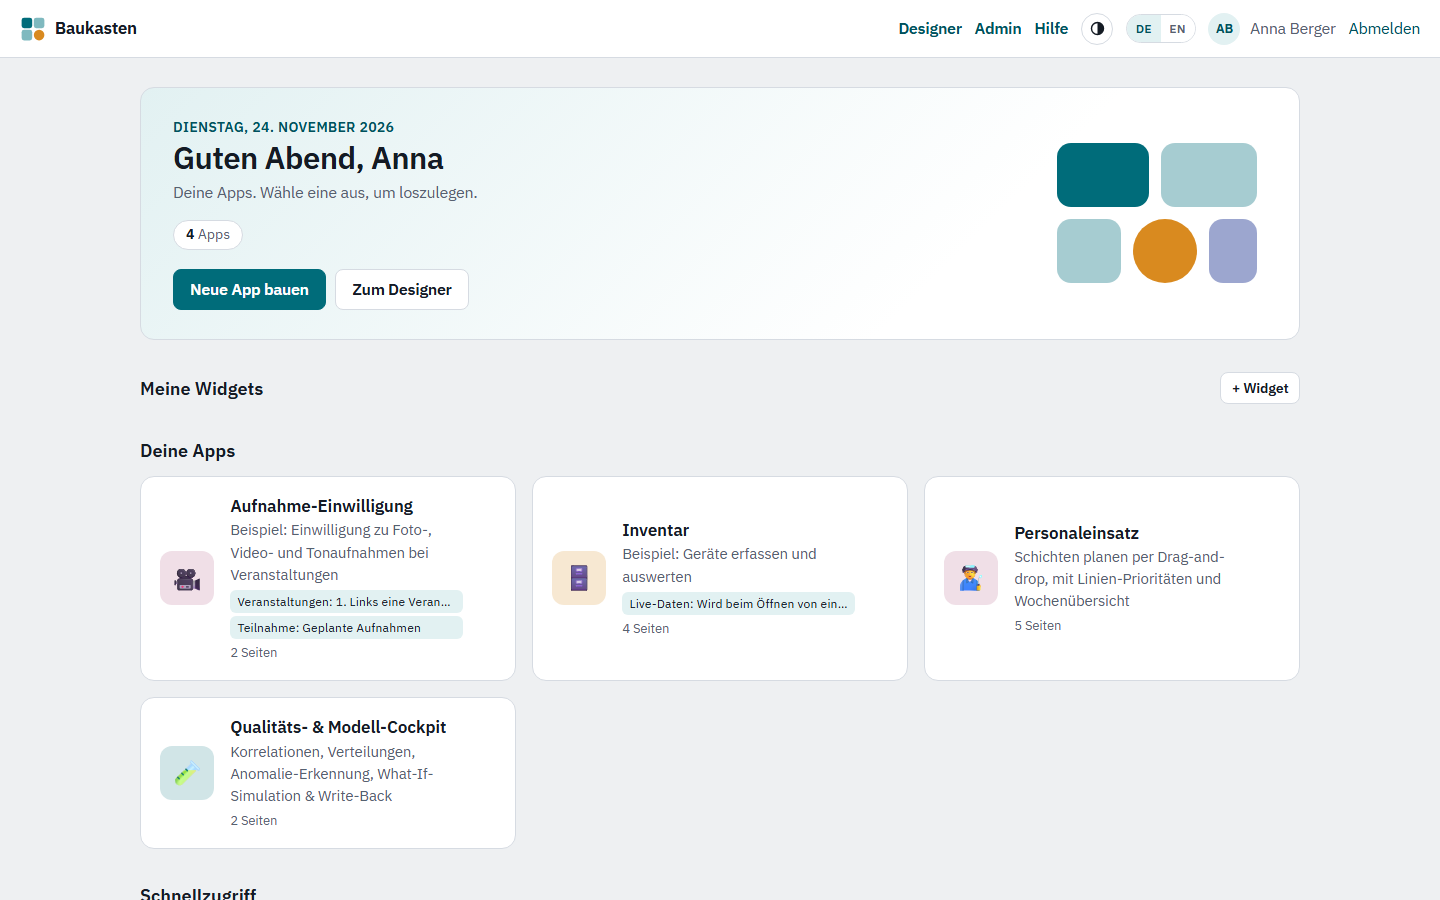 Baukasten
Designer Admin Hilfe DE EN AB Anna Berger Abmelden
DIENSTAG, 24. NOVEMBER 2026
Guten Abend, Anna
Deine Apps. Wähle eine aus, um loszulegen.
4 Apps
Neue App bauen Zum Designer
Meine Widgets
+ Widget
Deine Apps
Aufnahme-Einwilligung
Beispiel: Einwilligung zu Foto-,
Video- und Tonaufnahmen bei
Veranstaltungen
Veranstaltungen: 1. Links eine Veran...
Teilnahme: Geplante Aufnahmen
2 Seiten
Inventar
Beispiel: Geräte erfassen und
auswerten
Live-Daten: Wird beim Öffnen von ein...
4 Seiten
Personaleinsatz
Schichten planen per Drag-and-
drop, mit Linien-Prioritäten und
Wochenübersicht
5 Seiten
Qualitäts- & Modell-Cockpit
Korrelationen, Verteilungen,
Anomalie-Erkennung, What-If-
Simulation & Write-Back
2 Seiten
Schnellzugriff